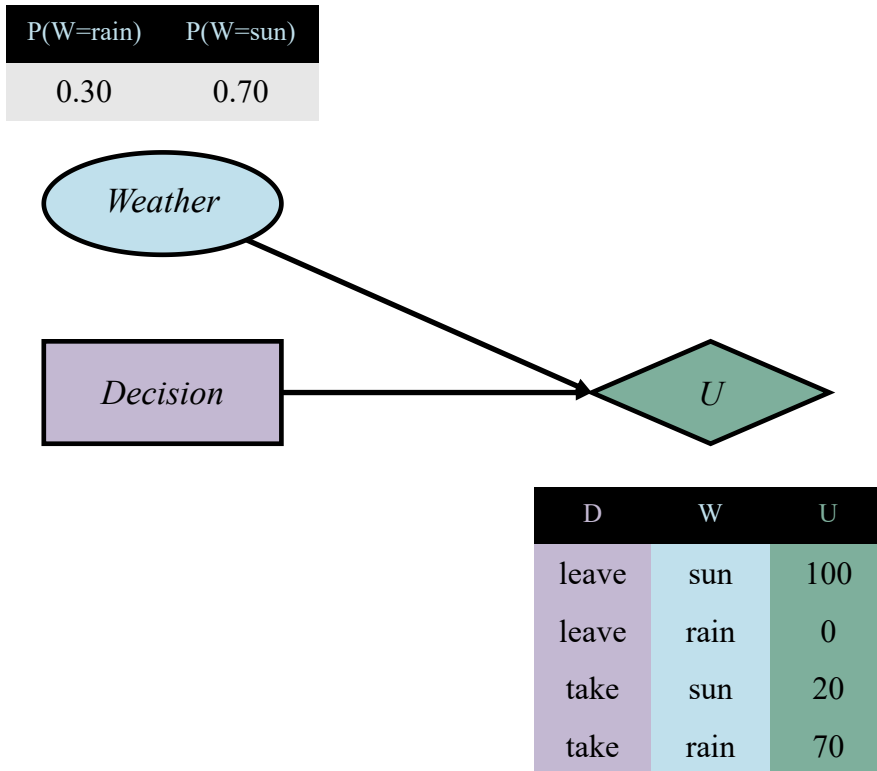 P(W=rain) P(W=sun)
0.30 0.70
Weather
Decision
U
D W U
leave sun 100
leave rain 0
take sun 20
take rain 70